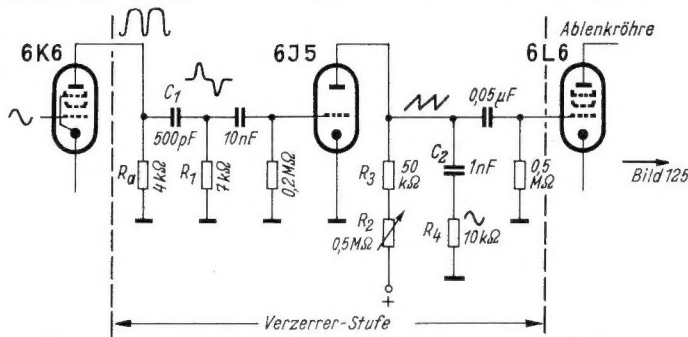 6K6
6J5
6L6
Ablenkröhre
C1
500pF
10nF
Ra
4kΩ
R1
7kΩ
0,2MΩ
R3
50
kΩ
R2
0,5MΩ
+
C2
1nF
R4
10kΩ
0,05µF
0,5
MΩ
Bild 125
Verzerrer-Stufe